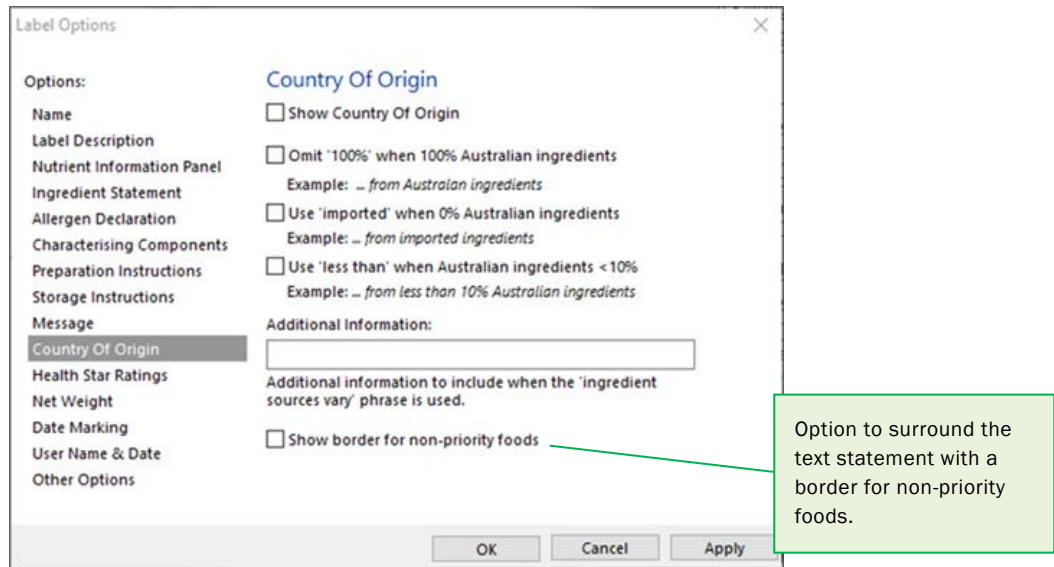 Label Options
Options:
Name
Label Description
Nutrient Information Panel
Ingredient Statement
Allergen Declaration
Characterising Components
Preparation Instructions
Storage Instructions
Message
Country Of Origin
Health Star Ratings
Net Weight
Date Marking
User Name & Date
Other Options
Country Of Origin
Show Country Of Origin
Omit '100%' when 100% Australian ingredients
Example: ... from Australan ingredients
Use 'imported' when 0% Australian ingredients
Example: ... from imported ingredients
Use 'less than' when Australian ingredients <10%
Example: ... from less than 10% Australian ingredients
Additional Information:
Additional information to include when the 'ingredient
sources vary' phrase is used.
Show border for non-priority foods
OK Cancel Apply
Option to surround the
text statement with a
border for non-priority
foods.